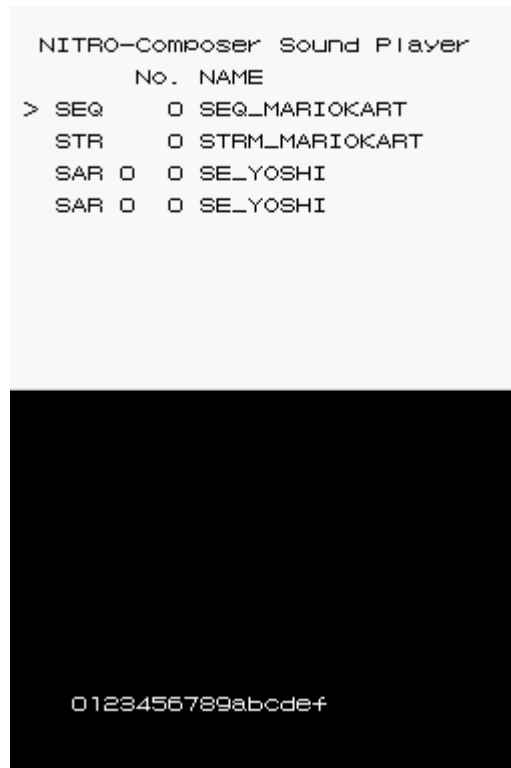 NITRO-Composer Sound Player
No. NAME
> SEQ 0 SEQ_MARIOKART
STR 0 STRM_MARIOKART
SAR 0 0 SE_YOSHI
SAR 0 0 SE_YOSHI
0123456789abcdef